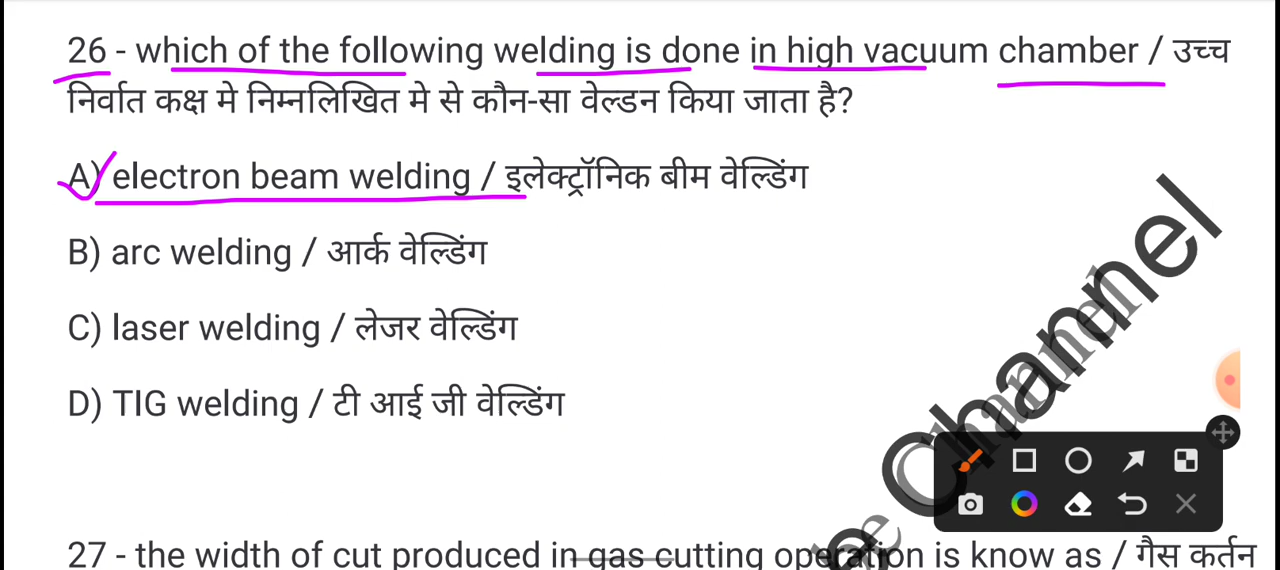 26 - which of the following welding is done in high vacuum chamber / उच्च
निर्वात कक्ष मे निम्नलिखित मे से कौन-सा वेल्डन किया जाता है?
A) electron beam welding / इलेक्ट्रॉनिक बीम वेल्डिंग
B) arc welding / आर्क वेल्डिंग
C) laser welding / लेजर वेल्डिंग
D) TIG welding / टी आई जी वेल्डिंग
Channel
27 - the width of cut produced in gas cutting operation is know as / गैस कर्तन